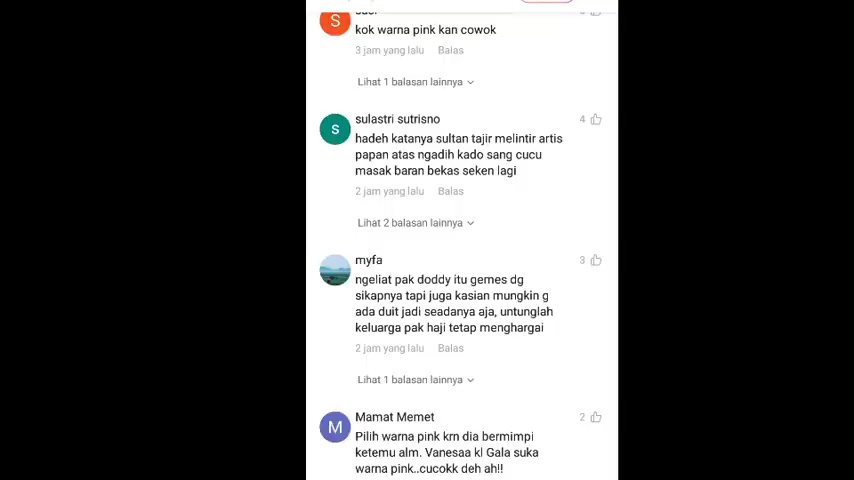 kok warna pink kan cowok
3 jam yang lalu Balas
Lihat 1 balasan lainnya
S
sulastri sutrisno
4
hadeh katanya sultan tajir melintir artis
papan atas ngadih kado sang cucu
masak baran bekas seken lagi
2 jam yang lalu Balas
Lihat 2 balasan lainnya
myfa
3
ngeliat pak doddy itu gemes dg
sikapnya tapi juga kasian mungkin g
ada duit jadi seadanya aja, untunglah
keluarga pak haji tetap menghargai
2 jam yang lalu Balas
Lihat 1 balasan lainnya
M
Mamat Memet
2
Pilih warna pink krn dia bermimpi
ketemu alm. Vanesaa kl Gala suka
warna pink..cucokk deh ah!!